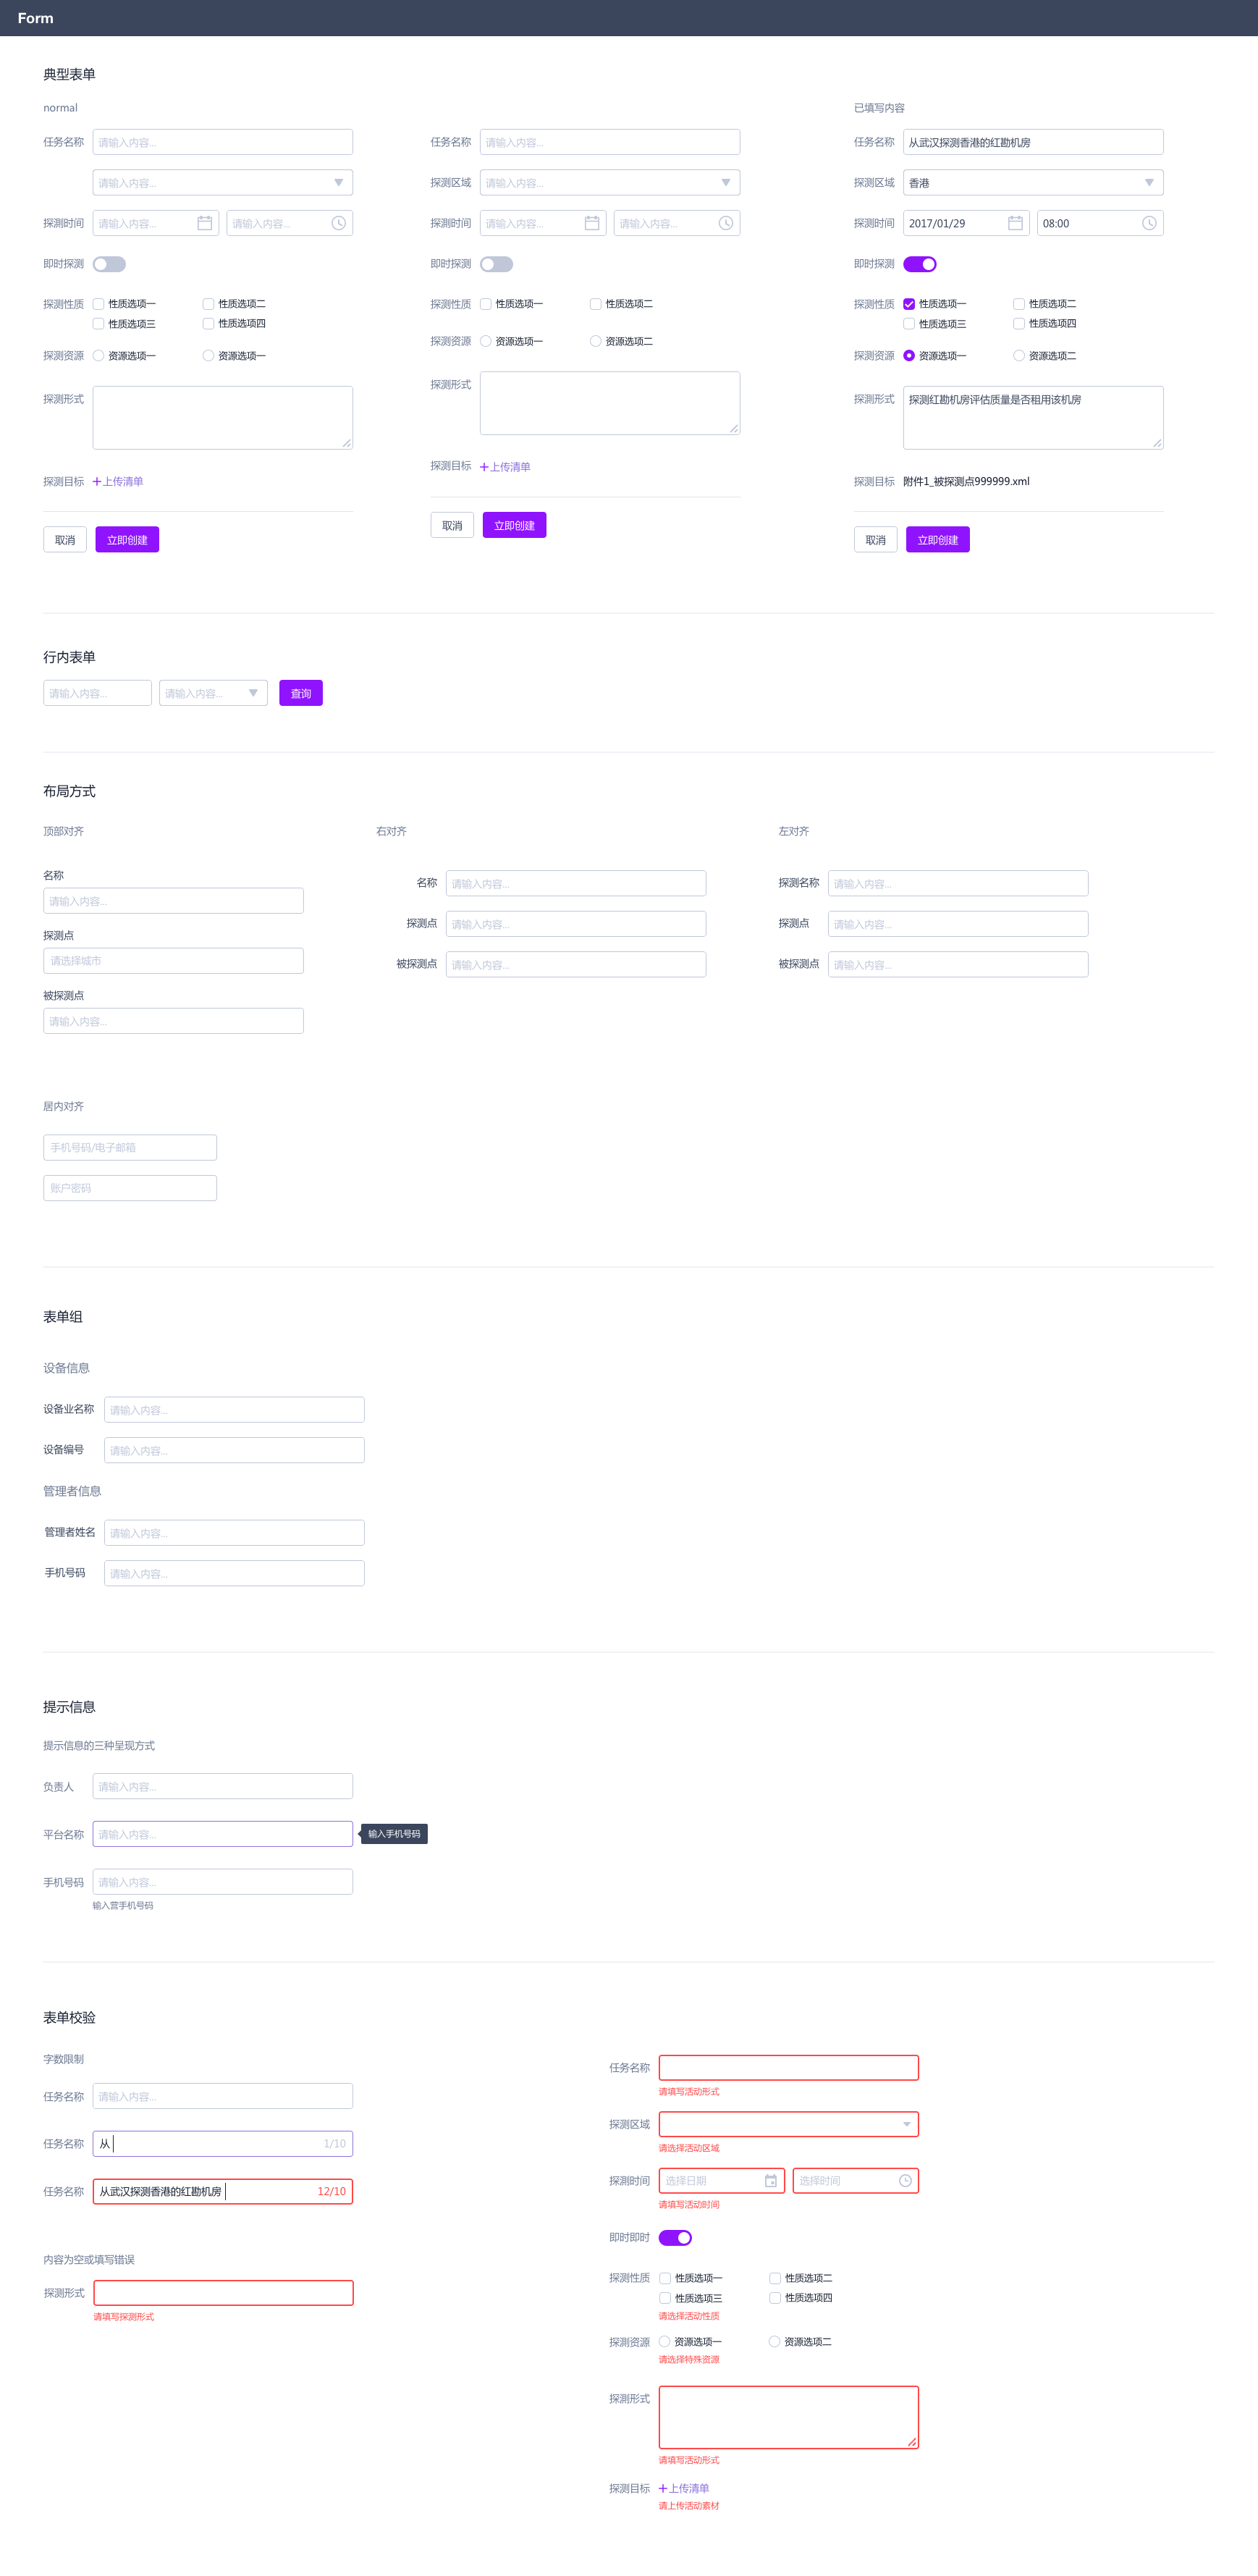 Form
典型表单
normal
任务名称 请输入内容...
请输入内容...
探测时间 请输入内容... 请输入内容...
即时探测
探测性质 性质选项一 性质选项二
性质选项三 性质选项四
探测资源 资源选项一 资源选项一
探测形式
探测目标 +上传清单
取消 立即创建
任务名称 请输入内容...
探测区域 请输入内容...
探测时间 请输入内容... 请输入内容...
即时探测
探测性质 性质选项一 性质选项二
探测资源 资源选项一 资源选项二
探测形式
探测目标 +上传清单
取消 立即创建
已填写内容
任务名称 从武汉探测香港的红勘机房
探测区域 香港
探测时间 2017/01/29 08:00
即时探测
探测性质 性质选项一 性质选项二
性质选项三 性质选项四
探测资源 资源选项一 资源选项二
探测形式 探测红勘机房评估质量是否租用该机房
探测目标 附件1_被探测点999999.xml
取消 立即创建
行内表单
请输入内容... 请输入内容... 查询
布局方式
顶部对齐
名称
请输入内容...
探测点
请选择城市
被探测点
请输入内容...
右对齐
名称 请输入内容...
探测点 请输入内容...
被探测点 请输入内容...
左对齐
探测名称 请输入内容...
探测点 请输入内容...
被探测点 请输入内容...
居内对齐
手机号码/电子邮箱
账户密码
表单组
设备信息
设备业名称 请输入内容...
设备编号 请输入内容...
管理者信息
管理者姓名 请输入内容...
手机号码 请输入内容...
提示信息
提示信息的三种呈现方式
负责人 请输入内容...
平台名称 请输入内容... 输入手机号码
手机号码 请输入内容...
输入营手机号码
表单校验
字数限制
任务名称 请输入内容...
任务名称 从 1/10
任务名称 从武汉探测香港的红勘机房 12/10
内容为空或填写错误
探测形式
请填写探测形式
任务名称
请填写活动形式
探测区域
请选择活动区域
探测时间 选择日期 选择时间
请填写活动时间
即时即时
探测性质 性质选项一 性质选项二
性质选项三 性质选项四
请选择活动性质
探测资源 资源选项一 资源选项二
请选择特殊资源
探测形式
请填写活动形式
探测目标 +上传清单
请上传活动素材